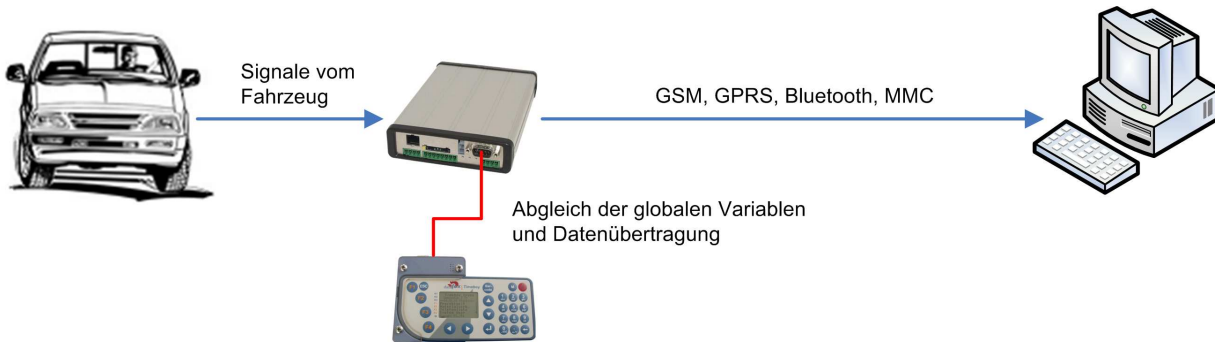 Signale vom
Fahrzeug
GSM, GPRS, Bluetooth, MMC
Abgleich der globalen Variablen
und Datenübertragung